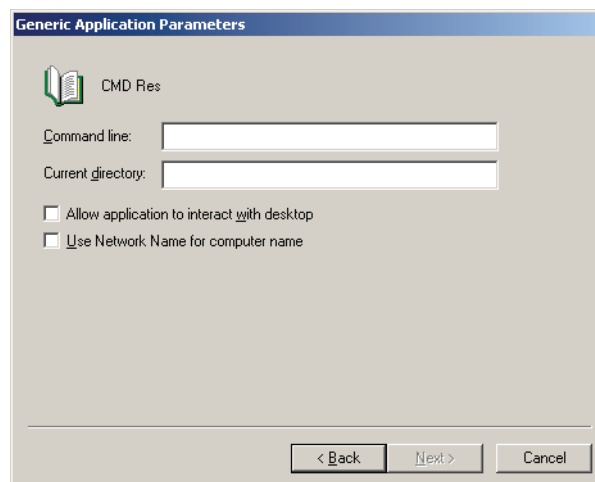 Generic Application Parameters
CMD Res
Command line:
Current directory:
Allow application to interact with desktop
Use Network Name for computer name
< Back Next > Cancel